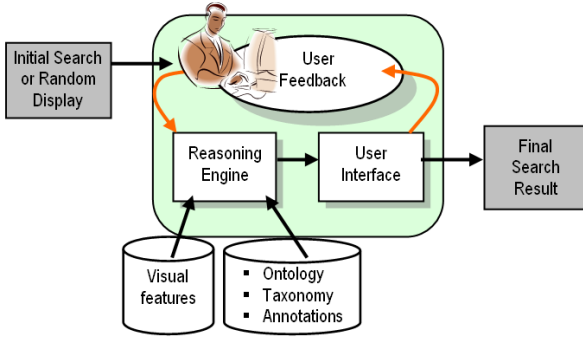 Initial Search
or Random
Display
User
Feedback
Reasoning
Engine
User
Interface
Final
Search
Result
Visual
features
▪ Ontology
▪ Taxonomy
▪ Annotations